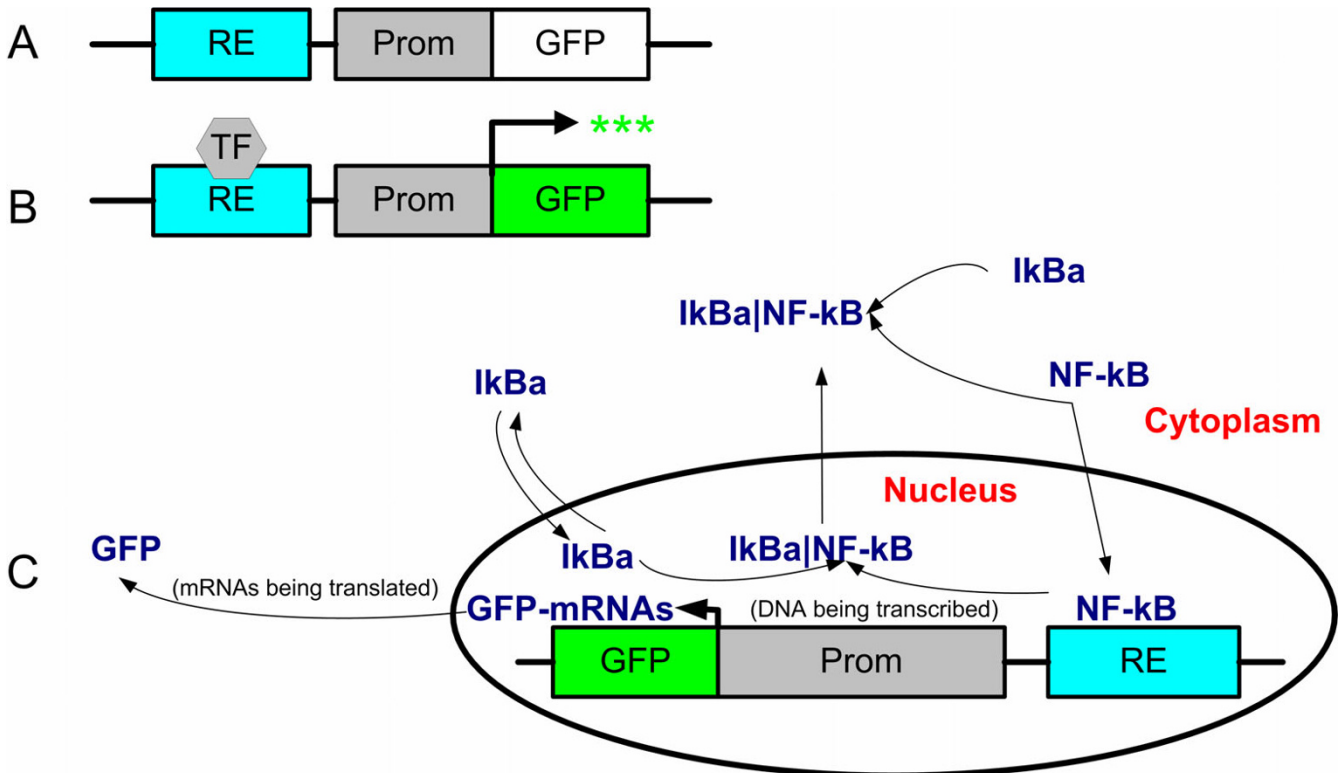 A
RE
Prom
GFP
TF
***
B
RE
Prom
GFP
IkBa
IkBa|NF-kB
IkBa
NF-kB
Cytoplasm
Nucleus
C
GFP
(mRNAs being translated)
IkBa
IkBa|NF-kB
GFP-mRNAs
(DNA being transcribed)
NF-kB
GFP
Prom
RE